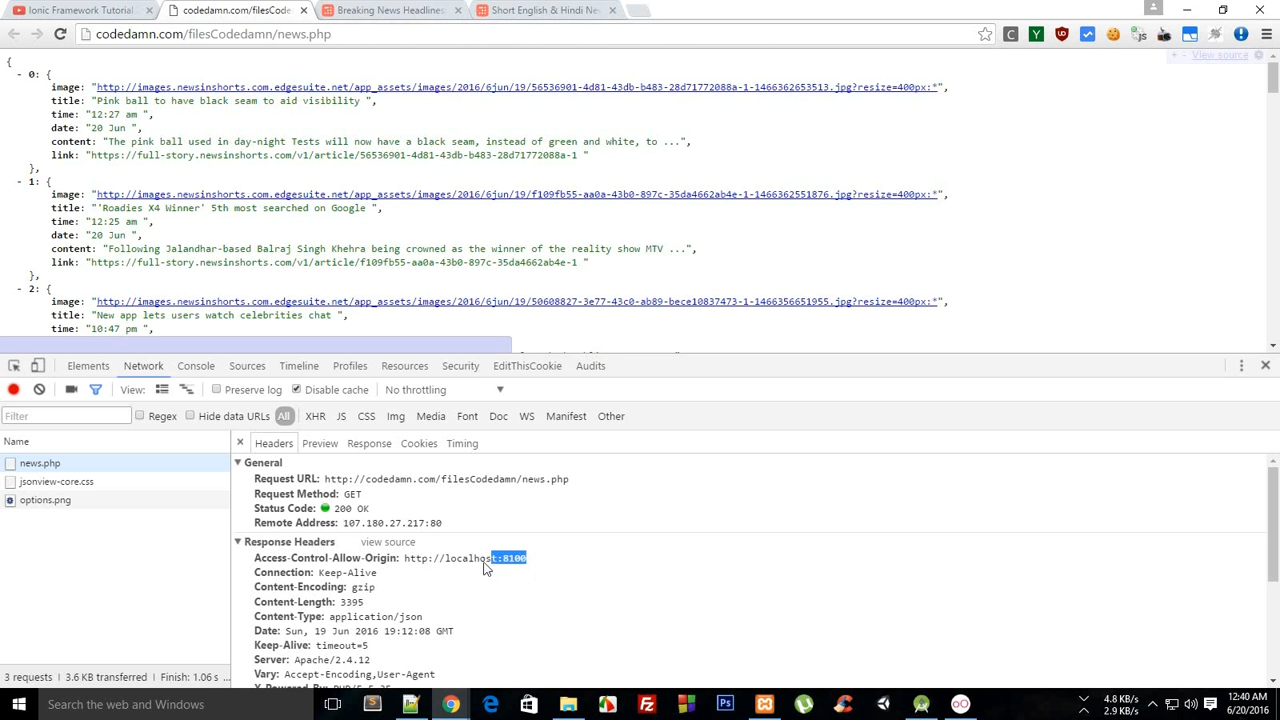 Ionic Framework Tutorial
codedamn.com/filesCode
Breaking News Headlines
Short English & Hindi Ne
codedamn.com/filesCodedamn/news.php
+ - View source
{
- 0: {
image: "http://images.newsinshorts.com.edgesuite.net/app_assets/images/2016/6jun/19/56536901-4d81-43db-b483-28d71772088a-1-1466362653513.jpg?resize=400px:*",
title: "Pink ball to have black seam to aid visibility ",
time: "12:27 am ",
date: "20 Jun ",
content: "The pink ball used in day-night Tests will now have a black seam, instead of green and white, to ...",
link: "https://full-story.newsinshorts.com/v1/article/56536901-4d81-43db-b483-28d71772088a-1 "
},
- 1: {
image: "http://images.newsinshorts.com.edgesuite.net/app_assets/images/2016/6jun/19/f109fb55-aa0a-43b0-897c-35da4662ab4e-1-1466362551876.jpg?resize=400px:*",
title: "'Roadies X4 Winner' 5th most searched on Google ",
time: "12:25 am ",
date: "20 Jun ",
content: "Following Jalandhar-based Balraj Singh Khehra being crowned as the winner of the reality show MTV ...",
link: "https://full-story.newsinshorts.com/v1/article/f109fb55-aa0a-43b0-897c-35da4662ab4e-1 "
},
- 2: {
image: "http://images.newsinshorts.com.edgesuite.net/app_assets/images/2016/6jun/19/50608827-3e77-43c0-ab89-bece10837473-1-1466356651955.jpg?resize=400px:*",
title: "New app lets users watch celebrities chat ",
time: "10:47 pm ",
Elements Network Console Sources Timeline Profiles Resources Security EditThisCookie Audits
View: Preserve log Disable cache No throttling
Filter Regex Hide data URLs All XHR JS CSS Img Media Font Doc WS Manifest Other
Name
news.php
jsonview-core.css
options.png
3 requests | 3.6 KB transferred | Finish: 1.06 s
Headers Preview Response Cookies Timing
General
Request URL: http://codedamn.com/filesCodedamn/news.php
Request Method: GET
Status Code: 200 OK
Remote Address: 107.180.27.217:80
Response Headers view source
Access-Control-Allow-Origin: http://localhost:8100
Connection: Keep-Alive
Content-Encoding: gzip
Content-Length: 3395
Content-Type: application/json
Date: Sun, 19 Jun 2016 19:12:08 GMT
Keep-Alive: timeout=5
Server: Apache/2.4.12
Vary: Accept-Encoding,User-Agent
Search the web and Windows
4.8 KB/s
2.9 KB/s
12:40 AM
6/20/2016